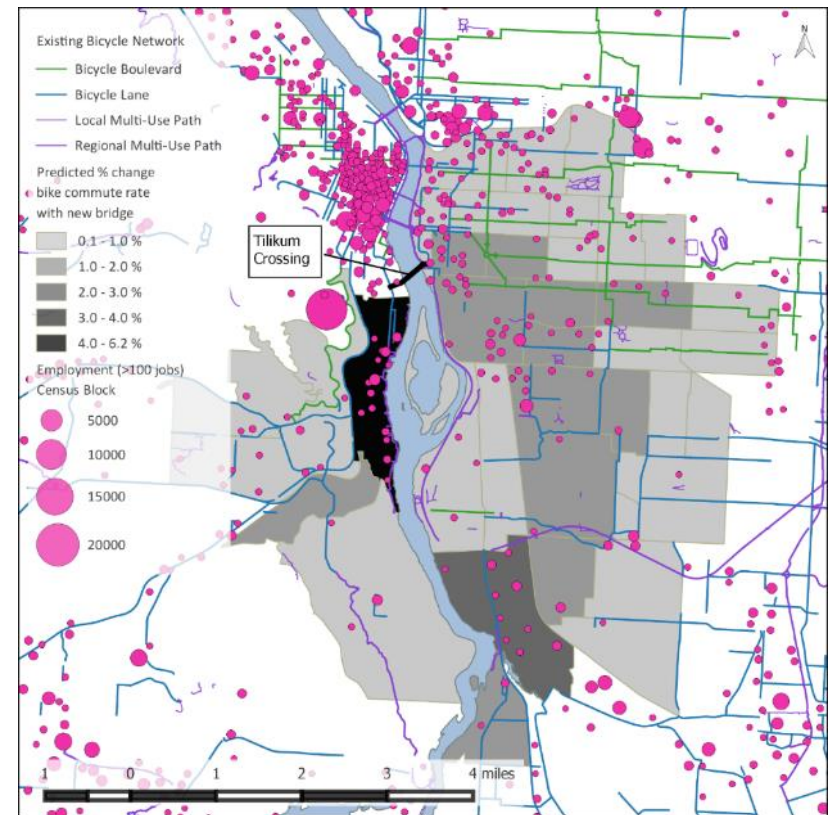 Existing Bicycle Network
Bicycle Boulevard
Bicycle Lane
Local Multi-Use Path
Regional Multi-Use Path
Predicted % change
bike commute rate
with new bridge
0.1 - 1.0 %
1.0 - 2.0 %
2.0 - 3.0 %
3.0 - 4.0 %
4.0 - 6.2 %
Employment (>100 jobs)
Census Block
5000
10000
15000
20000
N
Tilikum
Crossing
1 0 1 2 3 4 miles